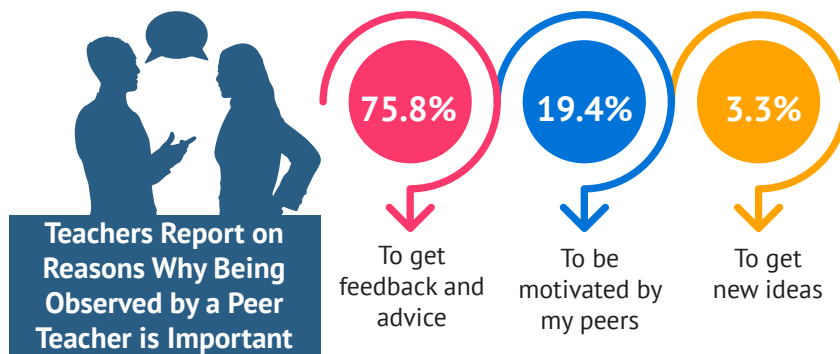 Teachers Report on
Reasons Why Being
Observed by a Peer
Teacher is Important
75.8%
To get
feedback and
advice
19.4%
To be
motivated by
my peers
3.3%
To get
new ideas